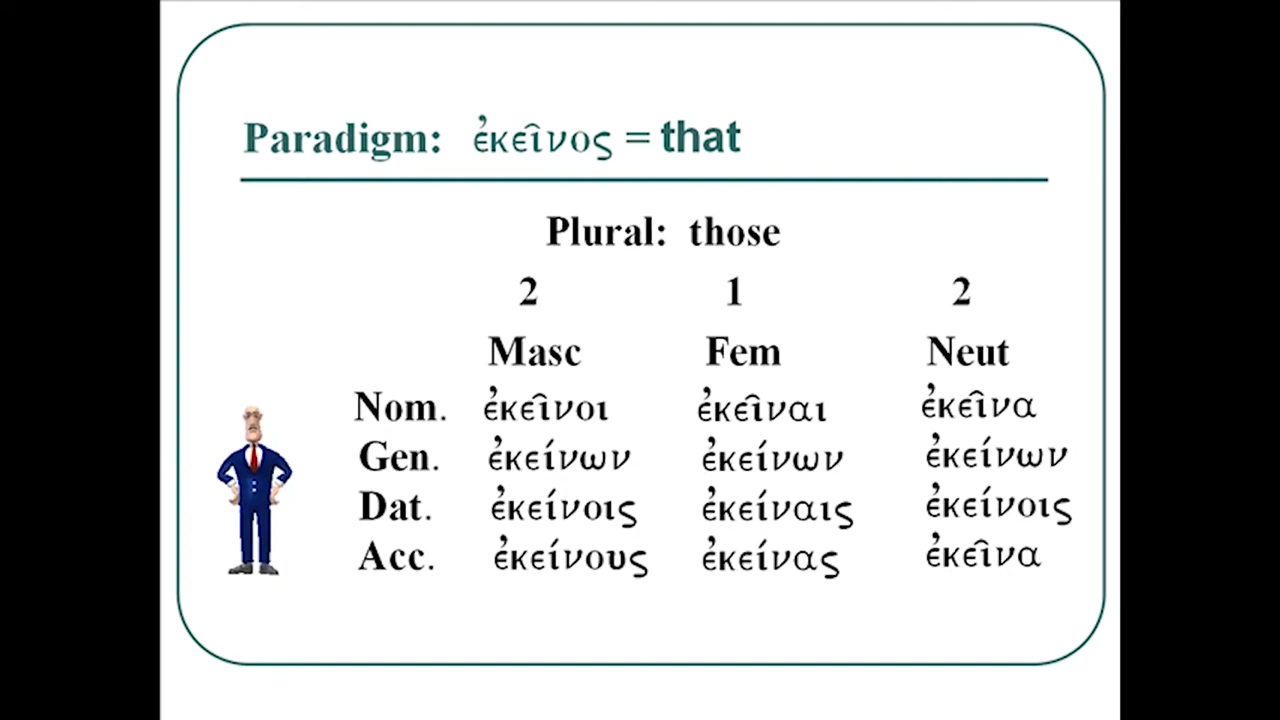 Paradigm: ἐκεῖνος = that
Plural: those
2 1 2
Masc Fem Neut
Nom. ἐκεῖνοι ἐκεῖναι ἐκεῖνα
Gen. ἐκείνων ἐκείνων ἐκείνων
Dat. ἐκείνοις ἐκείναις ἐκείνοις
Acc. ἐκείνους ἐκείνας ἐκεῖνα